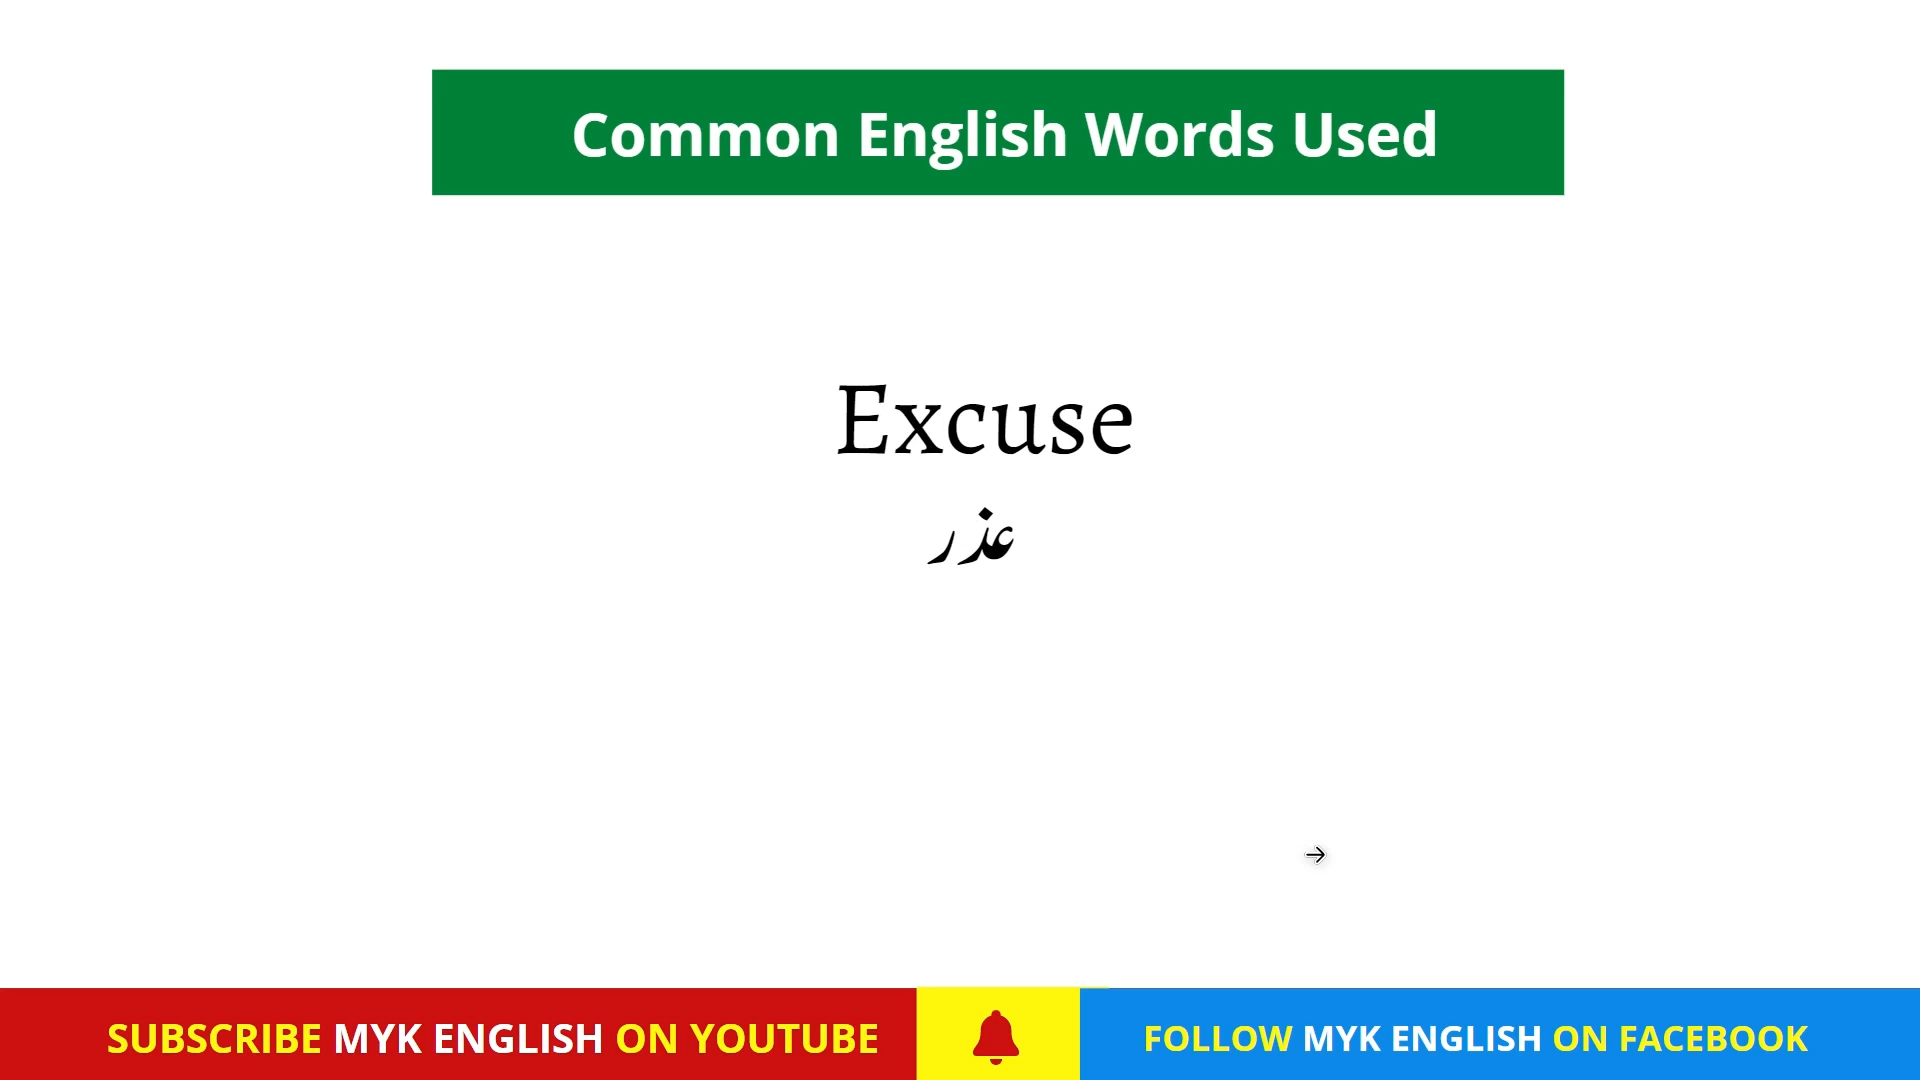 Common English Words Used
Excuse
عذر
SUBSCRIBE MYK ENGLISH ON YOUTUBE
FOLLOW MYK ENGLISH ON FACEBOOK